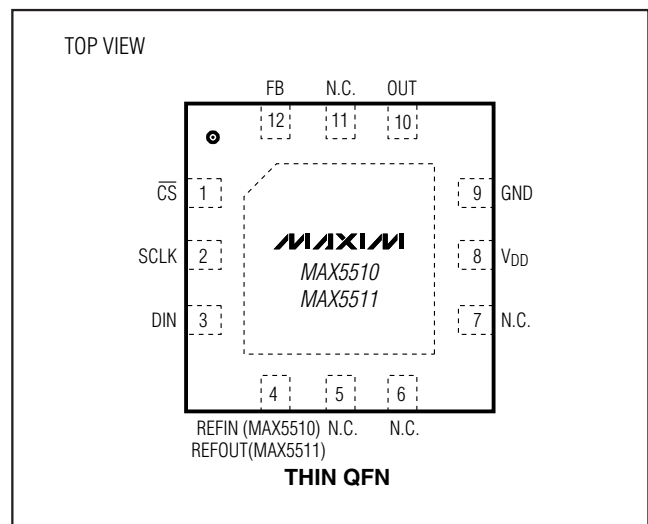 TOP VIEW
FB N.C. OUT
12 11 10
CS 1 9 GND
MAXIM
SCLK 2 8 VDD
MAX5510
MAX5511
DIN 3 7 N.C.
4 5 6
REFIN (MAX5510) N.C. N.C.
REFOUT(MAX5511)
THIN QFN